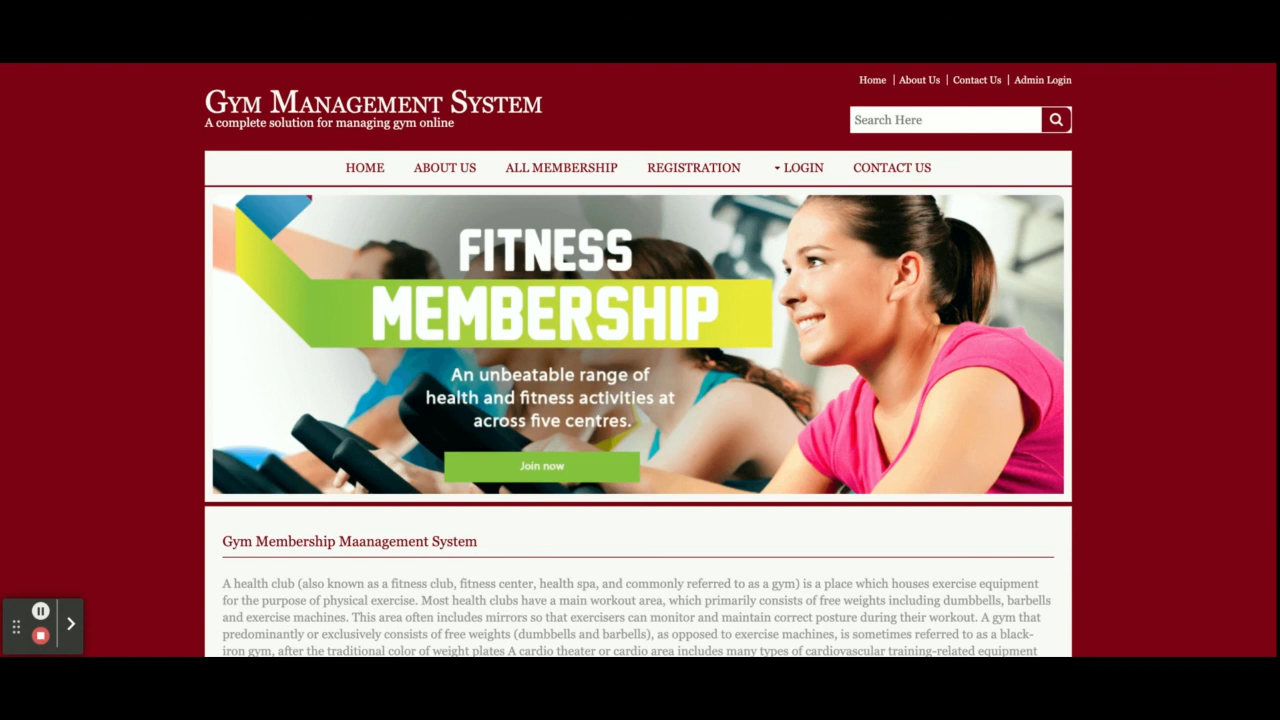 Home | About Us | Contact Us | Admin Login
Gym Management System
A complete solution for managing gym online
Search Here
HOME ABOUT US ALL MEMBERSHIP REGISTRATION LOGIN CONTACT US
FITNESS
MEMBERSHIP
An unbeatable range of
health and fitness activities at
across five centres.
Join now
Gym Membership Maanagement System
A health club (also known as a fitness club, fitness center, health spa, and commonly referred to as a gym) is a place which houses exercise equipment
for the purpose of physical exercise. Most health clubs have a main workout area, which primarily consists of free weights including dumbbells, barbells
and exercise machines. This area often includes mirrors so that exercisers can monitor and maintain correct posture during their workout. A gym that
predominantly or exclusively consists of free weights (dumbbells and barbells), as opposed to exercise machines, is sometimes referred to as a black-
iron gym, after the traditional color of weight plates A cardio theater or cardio area includes many types of cardiovascular training-related equipment